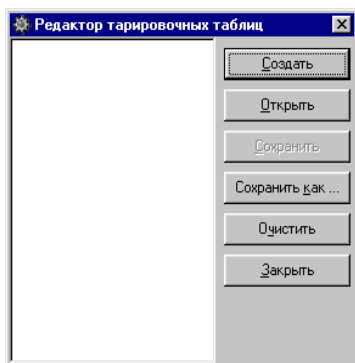 Редактор тарировочных таблиц
Создать
Открыть
Сохранить
Сохранить как ...
Очистить
Закрыть